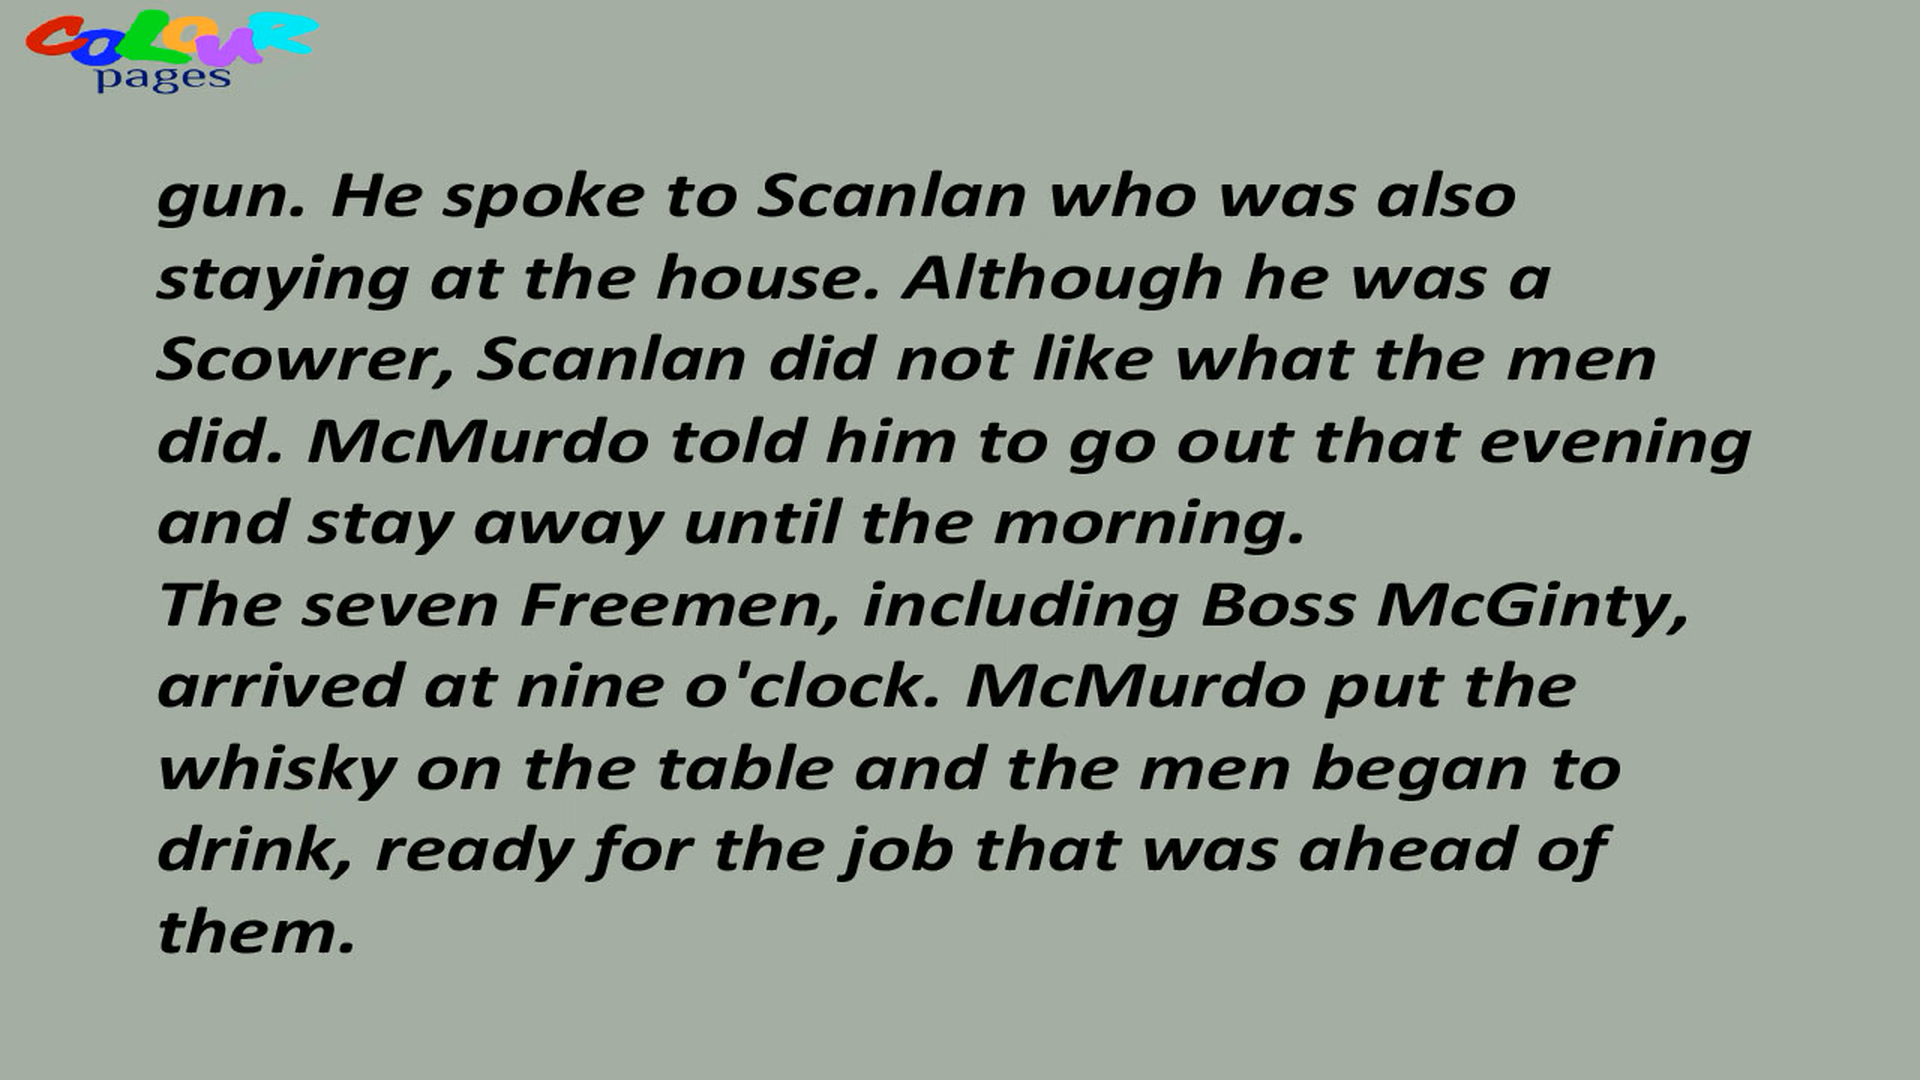 COLOUR
pages
gun. He spoke to Scanlan who was also
staying at the house. Although he was a
Scowrer, Scanlan did not like what the men
did. McMurdo told him to go out that evening
and stay away until the morning.
The seven Freemen, including Boss McGinty,
arrived at nine o'clock. McMurdo put the
whisky on the table and the men began to
drink, ready for the job that was ahead of
them.